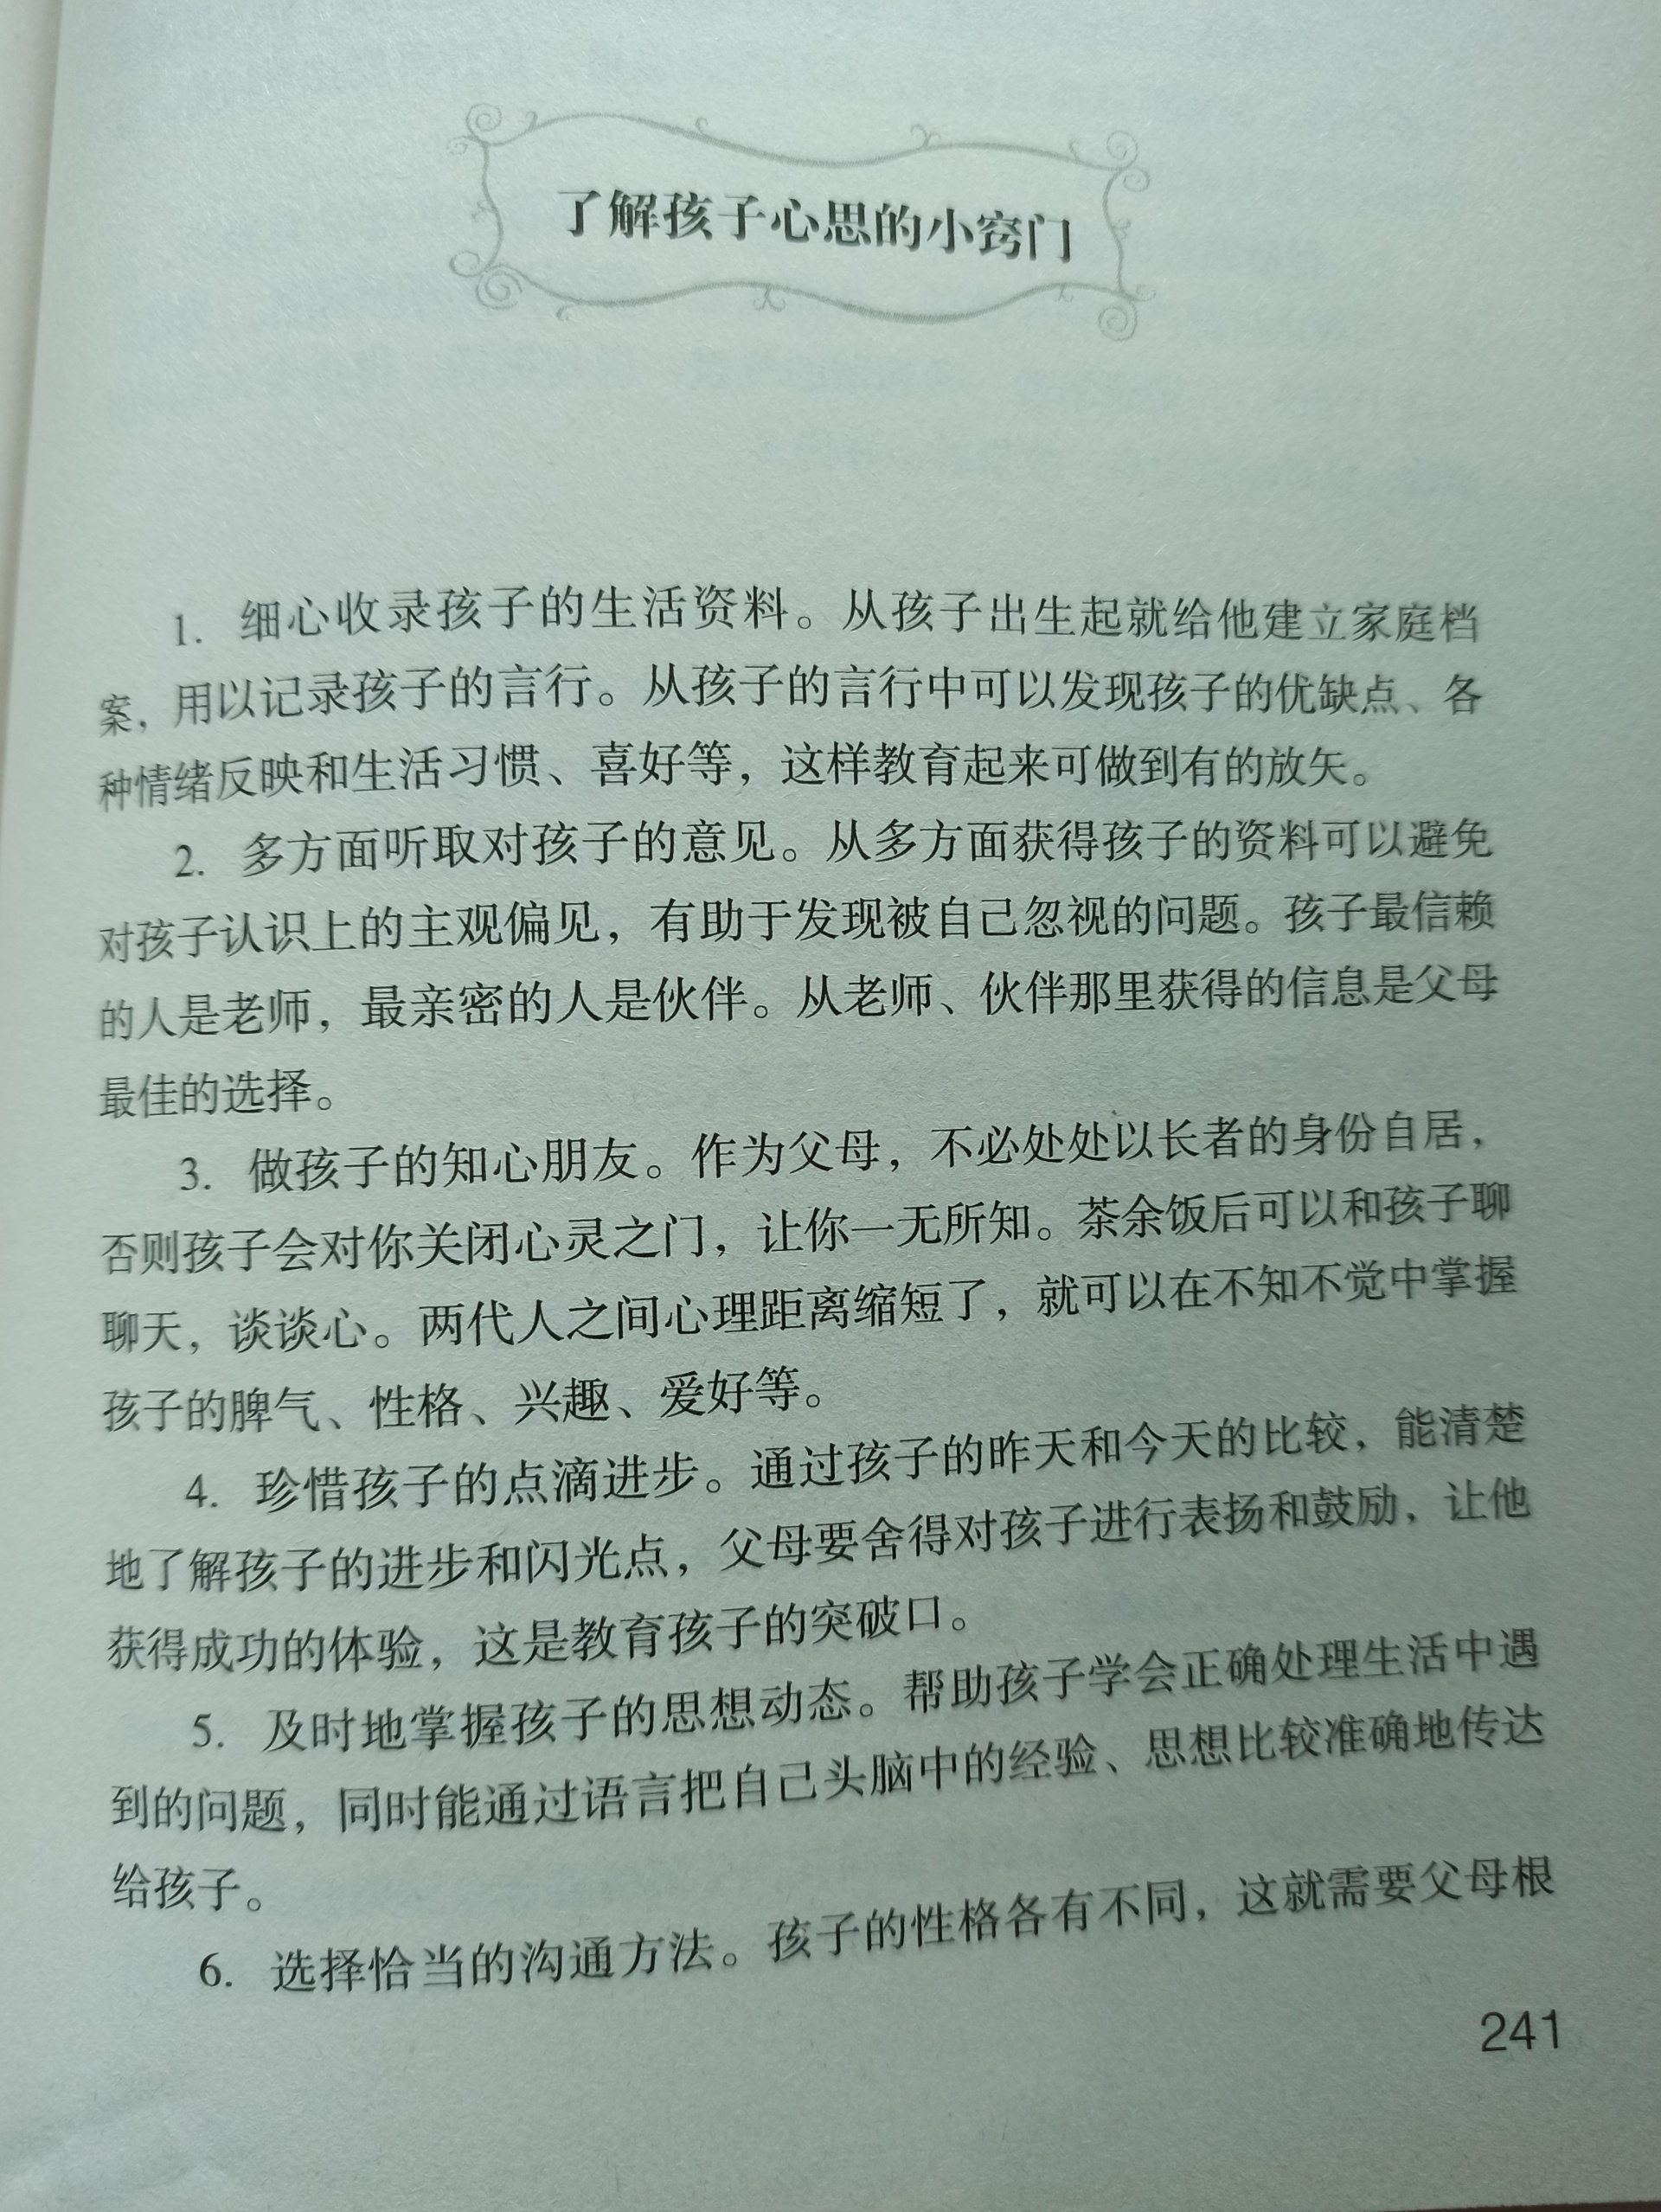 了解孩子心思的小窍门
1. 细心收录孩子的生活资料。从孩子出生起就给他建立家庭档
案，用以记录孩子的言行。从孩子的言行中可以发现孩子的优缺点、各
种情绪反映和生活习惯、喜好等，这样教育起来可做到有的放矢。
2. 多方面听取对孩子的意见。从多方面获得孩子的资料可以避免
对孩子认识上的主观偏见，有助于发现被自己忽视的问题。孩子最信赖
的人是老师，最亲密的人是伙伴。从老师、伙伴那里获得的信息是父母
最佳的选择。
3. 做孩子的知心朋友。作为父母，不必处处以长者的身份自居，
否则孩子会对你关闭心灵之门，让你一无所知。茶余饭后可以和孩子聊
聊天，谈谈心。两代人之间心理距离缩短了，就可以在不知不觉中掌握
孩子的脾气、性格、兴趣、爱好等。
4. 珍惜孩子的点滴进步。通过孩子的昨天和今天的比较，能清楚
地了解孩子的进步和闪光点，父母要舍得对孩子进行表扬和鼓励，让他
获得成功的体验，这是教育孩子的突破口。
5. 及时地掌握孩子的思想动态。帮助孩子学会正确处理生活中遇
到的问题，同时能通过语言把自己头脑中的经验、思想比较准确地传达
给孩子。
6. 选择恰当的沟通方法。孩子的性格各有不同，这就需要父母根
241